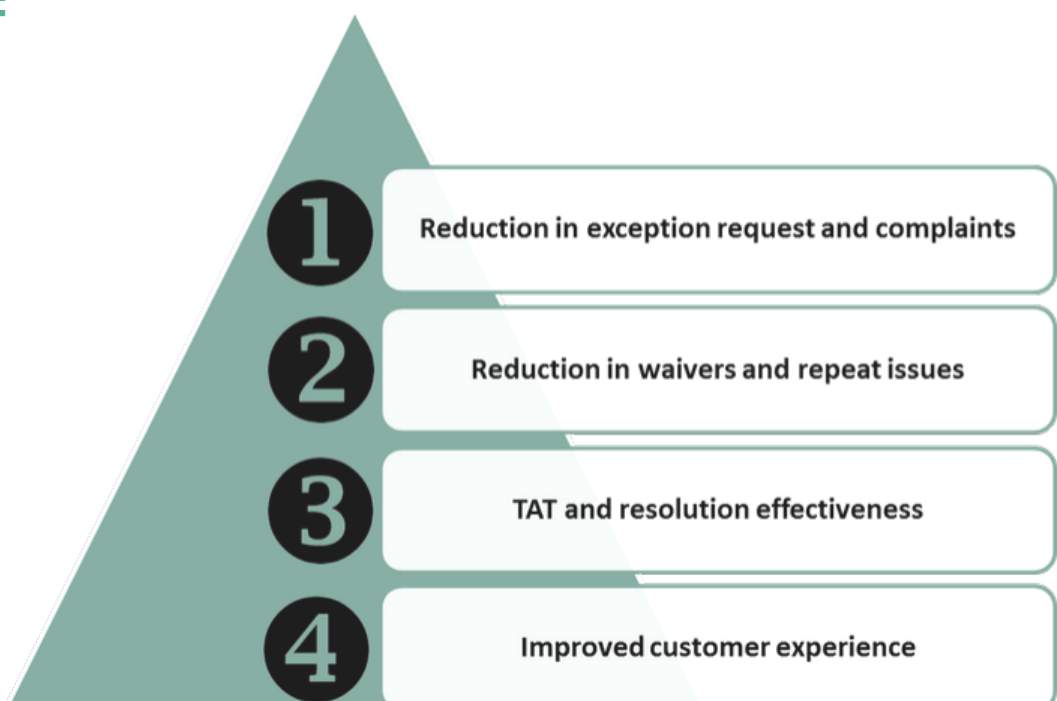 1
Reduction in exception request and complaints
2
Reduction in waivers and repeat issues
3
TAT and resolution effectiveness
4
Improved customer experience